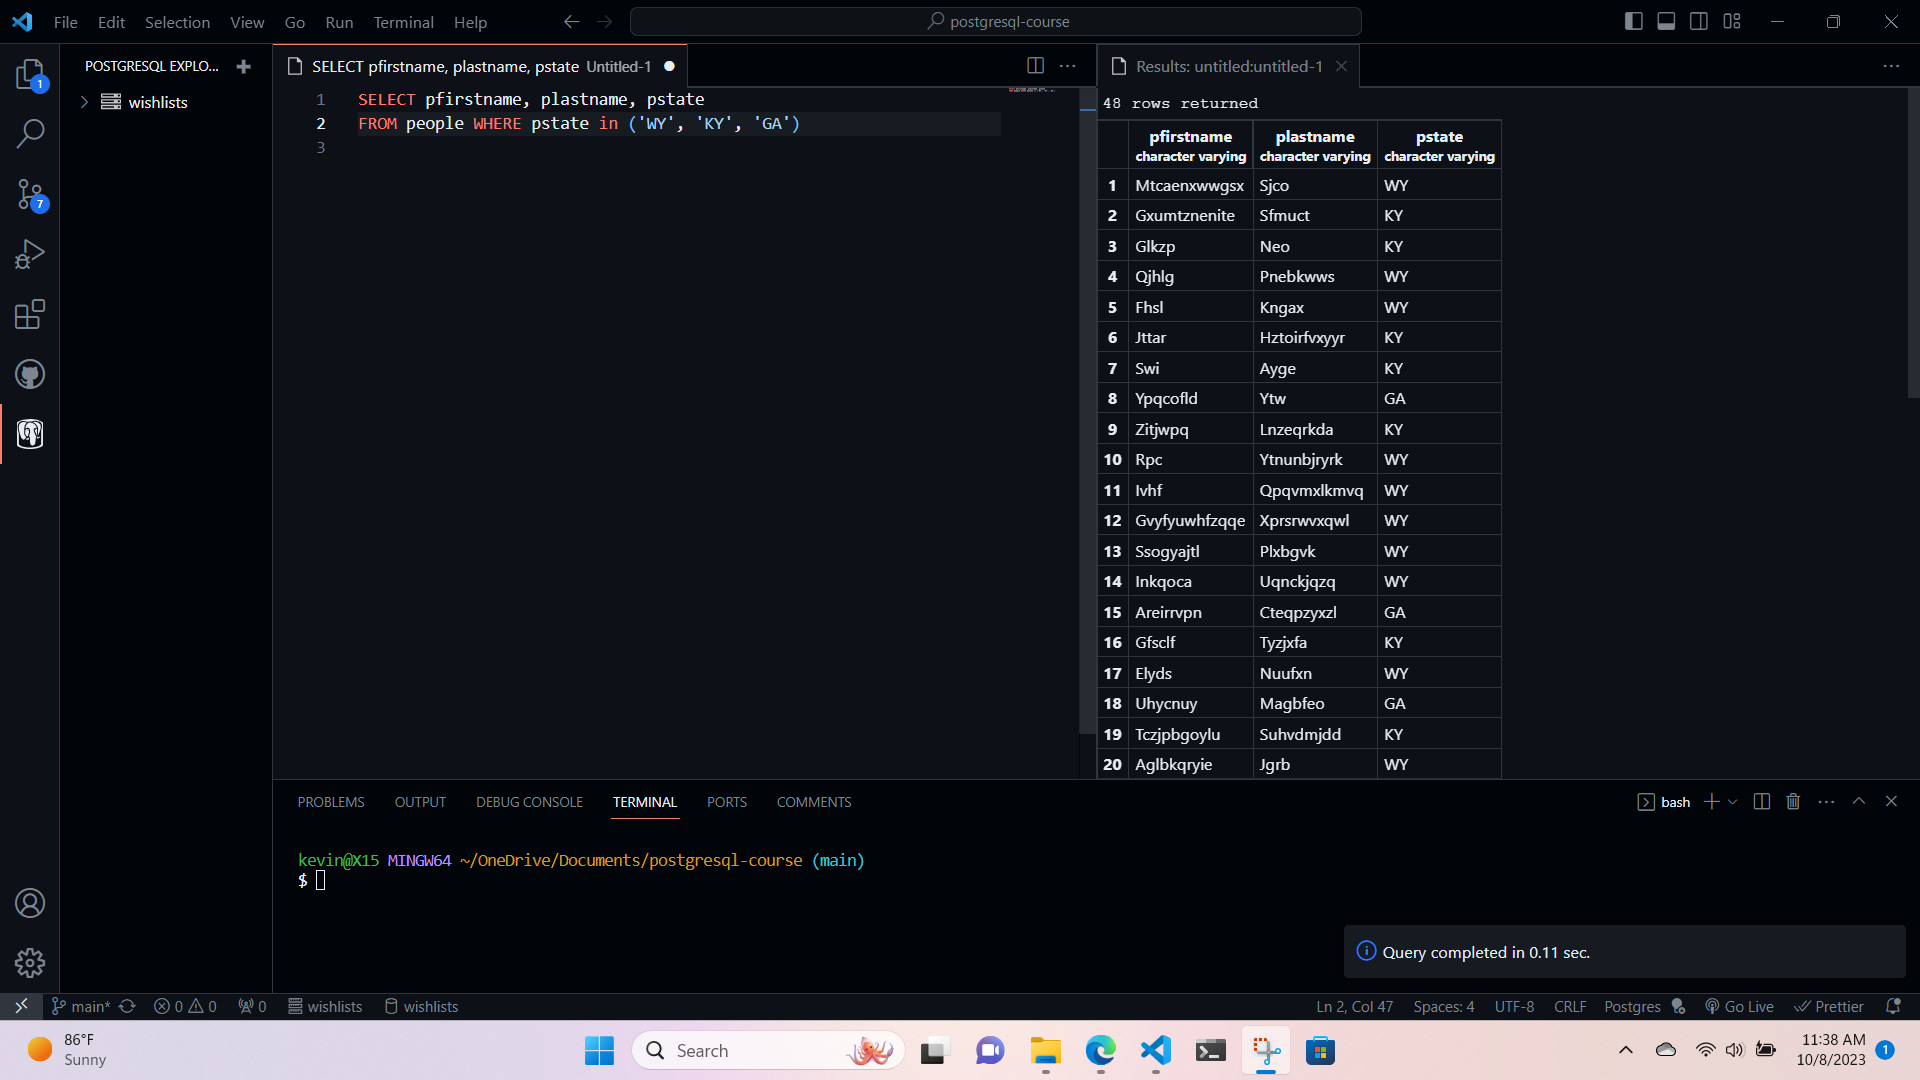 File Edit Selection View Go Run Terminal Help
postgresql-course
POSTGRESQL EXPLO...
wishlists
1
7
SELECT pfirstname, plastname, pstate Untitled-1
1 SELECT pfirstname, plastname, pstate
2 FROM people WHERE pstate in ('WY', 'KY', 'GA')
3
Results: untitled:untitled-1
48 rows returned
pfirstname plastname pstate
character varying character varying character varying
1 Mtcaenxwwgsx Sjco WY
2 Gxumtznenite Sfmuct KY
3 Glkzp Neo KY
4 Qjhlg Pnebkwws WY
5 Fhsl Kngax WY
6 Jttar Hztoirfvxyyr KY
7 Swi Ayge KY
8 Ypqcofld Ytw GA
9 Zitjwpq Lnzeqrkda KY
10 Rpc Ytnunbjryrk WY
11 Ivhf Qpqvmxlkmvq WY
12 Gvyfyuwhfzqqe Xprsrwvxqwl WY
13 Ssogyajtl Plxbgvk WY
14 Inkqoca Uqnckjqzq WY
15 Areirrvpn Cteqpzyxzl GA
16 Gfsclf Tyzjxfa KY
17 Elyds Nuufxn WY
18 Uhycnuy Magbfeo GA
19 Tczjpbgoylu Suhvdmjdd KY
20 Aglbkqryie Jgrb WY
PROBLEMS OUTPUT DEBUG CONSOLE TERMINAL PORTS COMMENTS
bash
kevin@X15 MINGW64 ~/OneDrive/Documents/postgresql-course (main)
$
Query completed in 0.11 sec.
main* 0 0 0 wishlists wishlists
Ln 2, Col 47 Spaces: 4 UTF-8 CRLF Postgres Go Live Prettier
86°F
Sunny
Search
11:38 AM
10/8/2023
1